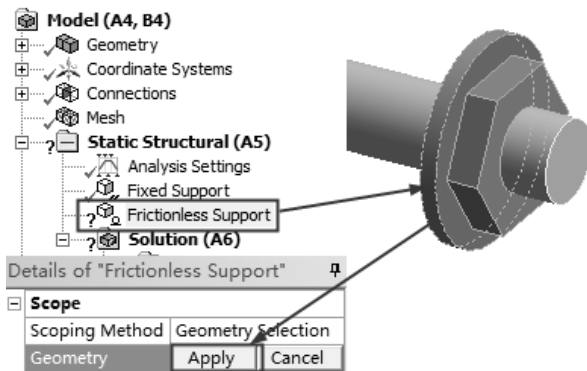 Model (A4, B4)
Geometry
Coordinate Systems
Connections
Mesh
Static Structural (A5)
Analysis Settings
Fixed Support
Frictionless Support
Solution (A6)
Details of "Frictionless Support"
Scope
Scoping Method Geometry Selection
Geometry Apply Cancel